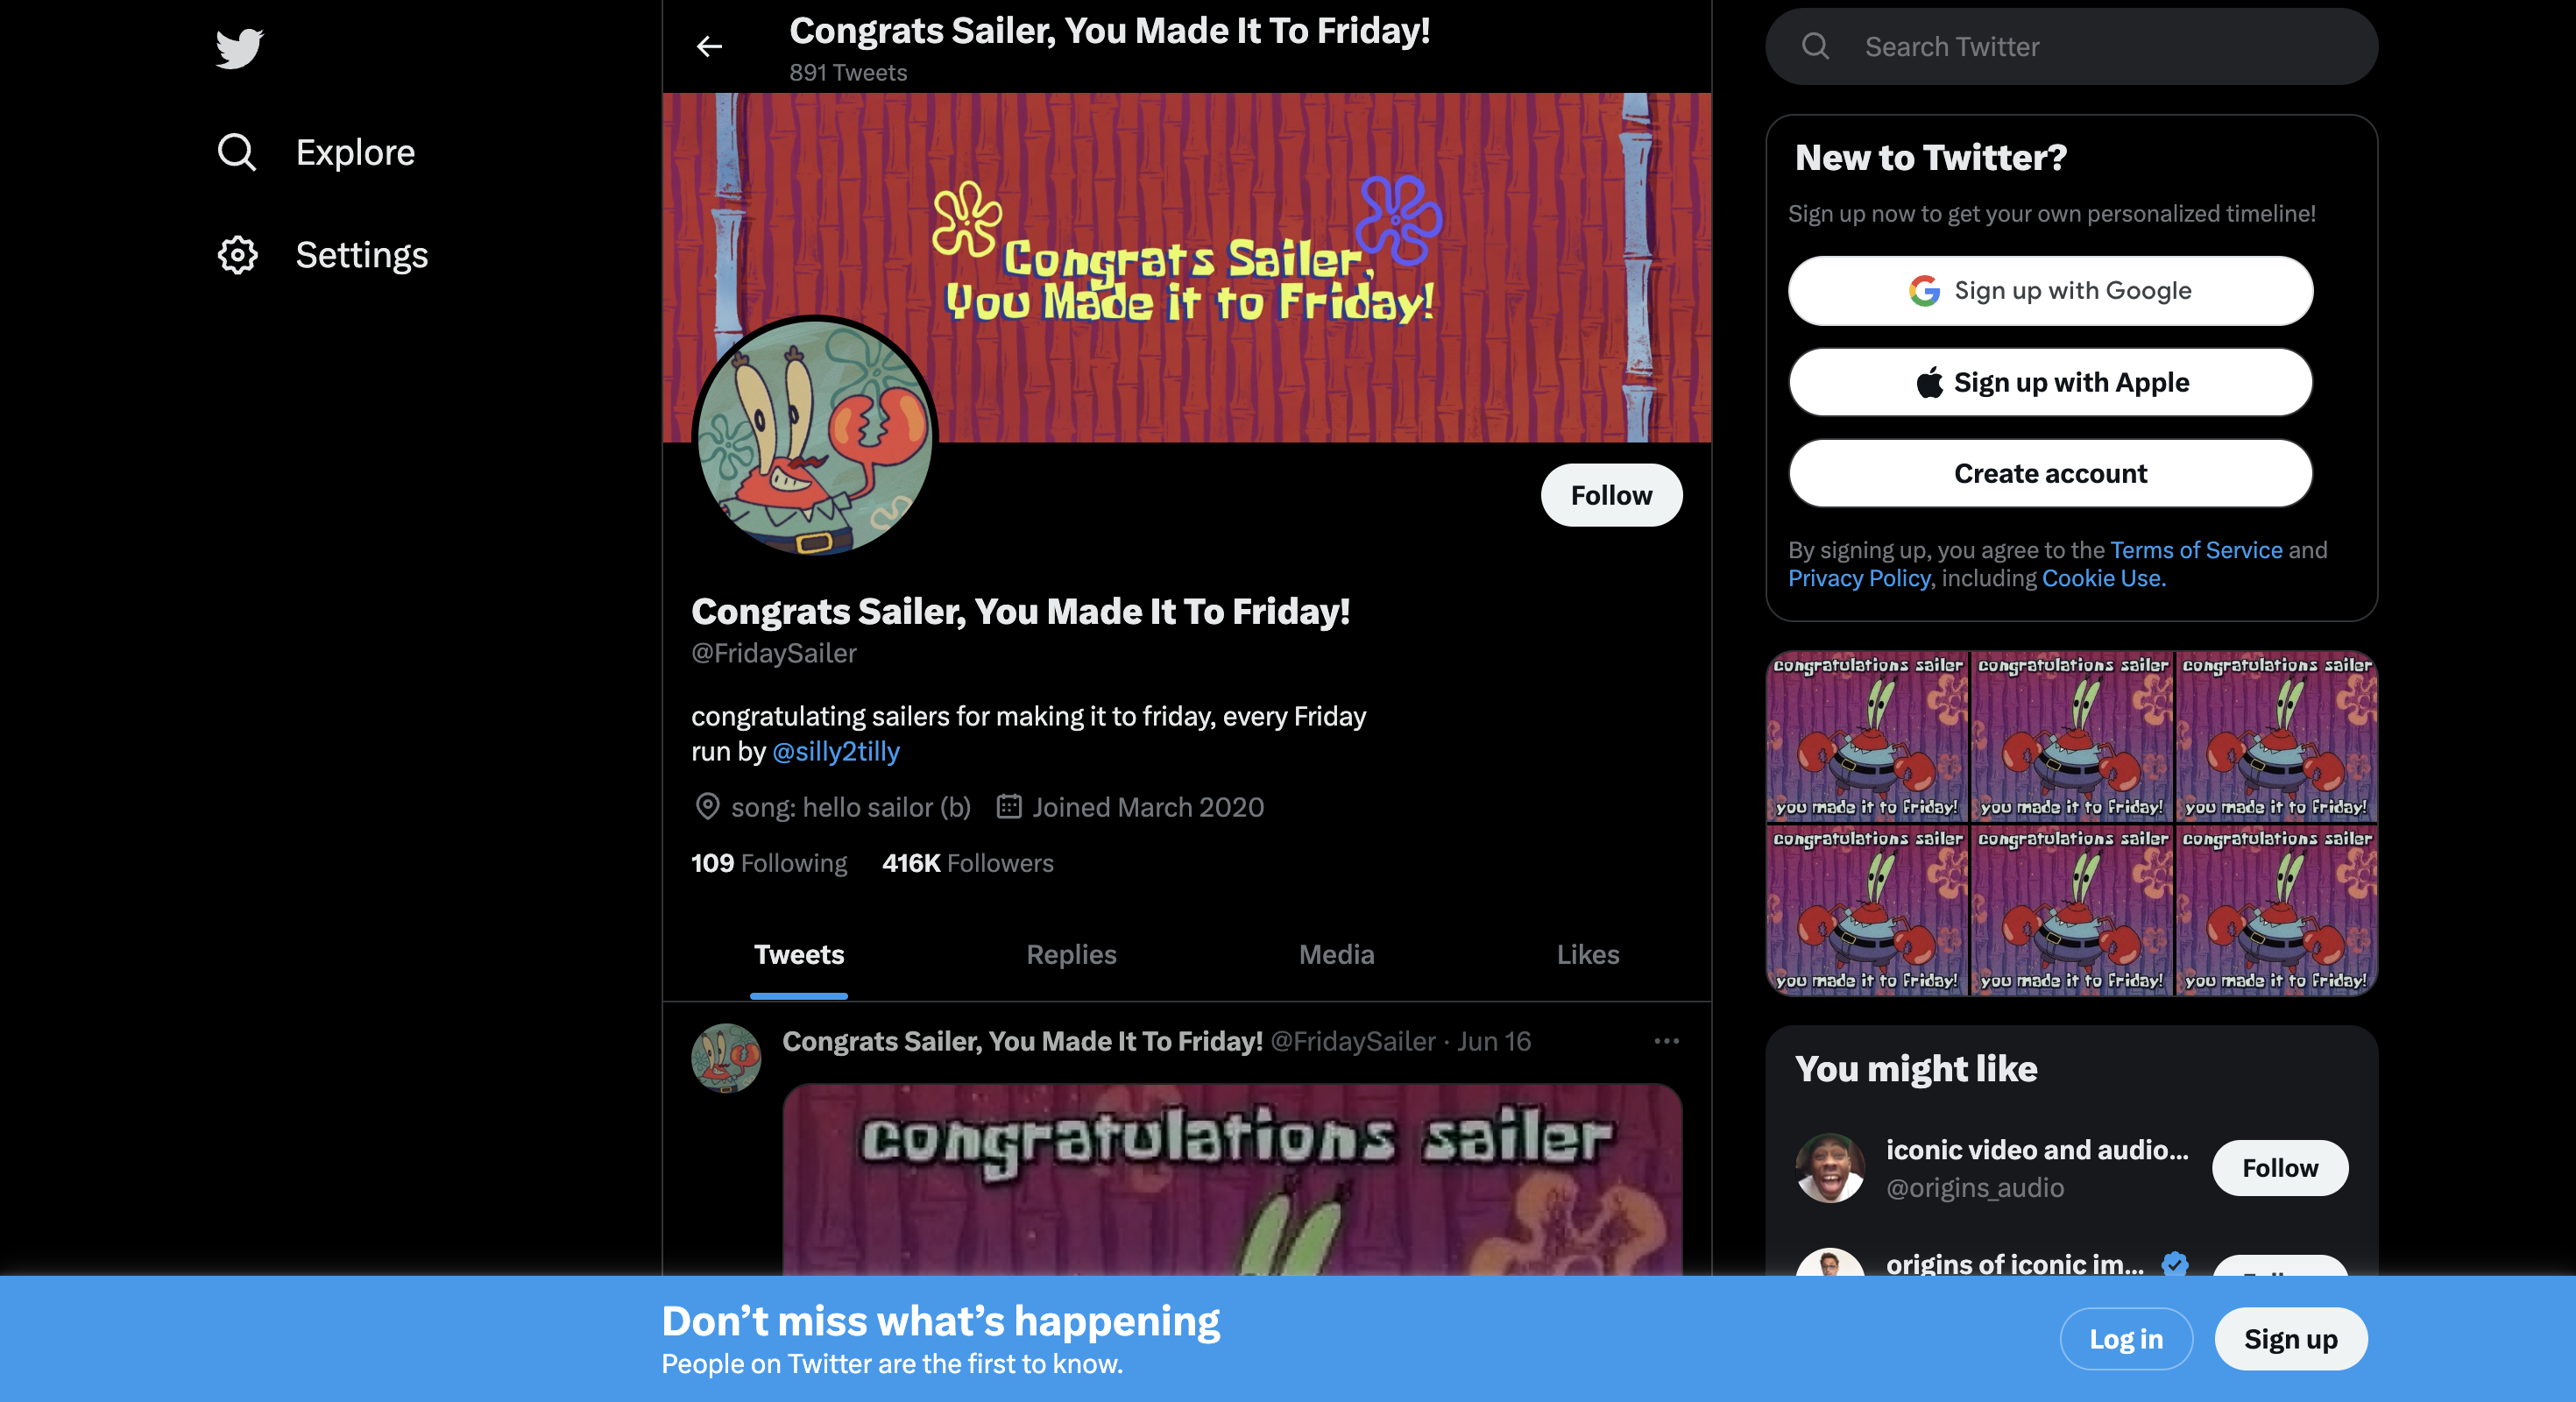 Congrats Sailer, You Made It To Friday!
891 Tweets
Explore
Settings
Congrats Sailer,
You Made it to Friday!
Follow
Congrats Sailer, You Made It To Friday!
@FridaySailer
congratulating sailers for making it to friday, every Friday
run by @silly2tilly
song: hello sailor (b) Joined March 2020
109 Following 416K Followers
Tweets Replies Media Likes
Congrats Sailer, You Made It To Friday! @FridaySailer · Jun 16
congratulations sailer
Search Twitter
New to Twitter?
Sign up now to get your own personalized timeline!
Sign up with Google
Sign up with Apple
Create account
By signing up, you agree to the Terms of Service and
Privacy Policy, including Cookie Use.
congratulations sailer congratulations sailer congratulations sailer
you made it to friday! you made it to friday! you made it to friday!
congratulations sailer congratulations sailer congratulations sailer
you made it to friday! you made it to friday! you made it to friday!
You might like
iconic video and audio...
@origins_audio
Follow
origins of iconic im...
Don't miss what's happening
People on Twitter are the first to know.
Log in
Sign up